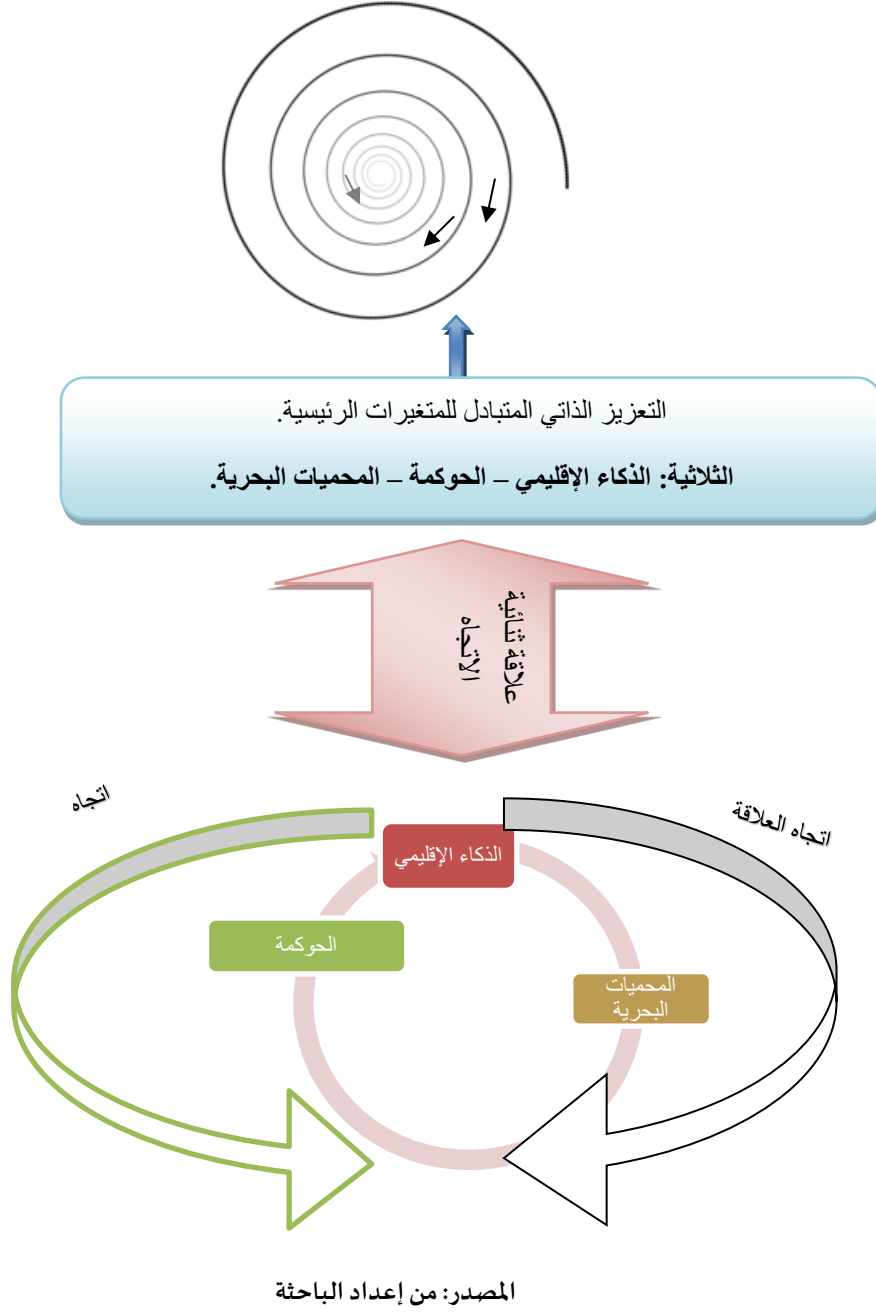 التعزيز الذاتي المتبادل للمتغيرات الرئيسية.
الثلاثية: الذكاء الإقليمي – الحوكمة – المحميات البحرية.
علاقة ثنائية
الاتجاه
اتجاه
اتجاه العلاقة
الذكاء الإقليمي
الحوكمة
المحميات
البحرية
المصدر: من إعداد الباحثة